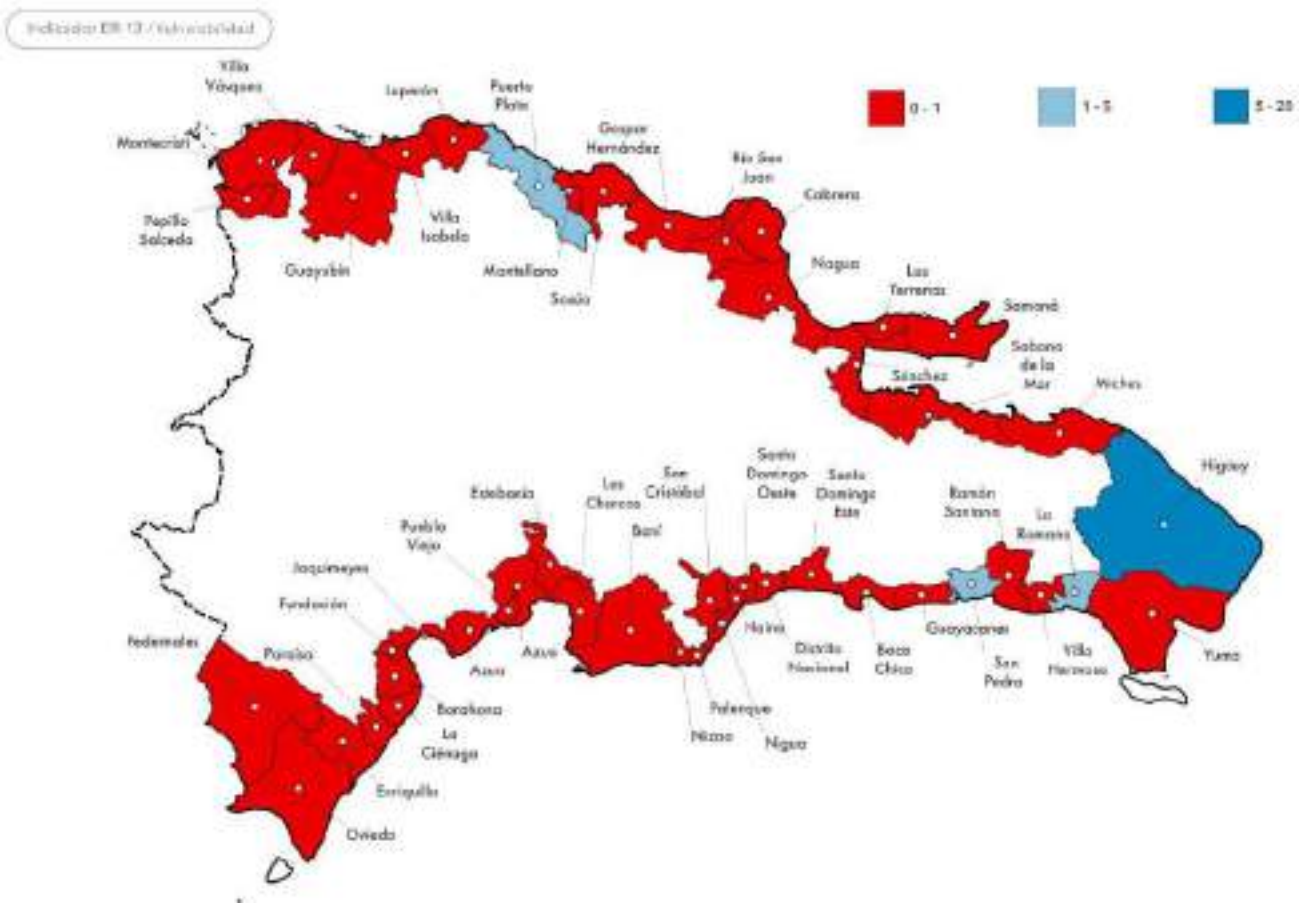 Indicador ER 13 / Vulnerabilidad
Villa
Vásquez
Luperón
Puerto
Plata
0 - 1
1 - 5
5 - 25
Montecristi
Gaspar
Hernández
Río San
Juan
Cabrera
Pepillo
Salcedo
Villa
Isabela
Guayubín
Montellano
Sosúa
Nagua
Las
Terrenas
Samaná
Sabana
de la
Mar
Sánchez
Miches
Higüey
Estebanía
Las
Charcas
San
Cristóbal
Santo
Domingo
Oeste
Santo
Domingo
Este
Ramón
Santana
La
Romana
Pueblo
Viejo
Baní
Jaquimeyes
Fundación
Pedernales
Paraíso
Azua
Azua
Haina
Distrito
Nacional
Boca
Chica
Guayacanes
San
Pedro
Villa
Hermosa
Yuma
Barahona
La
Ciénaga
Palenque
Nizao
Nigua
Enriquillo
Oviedo